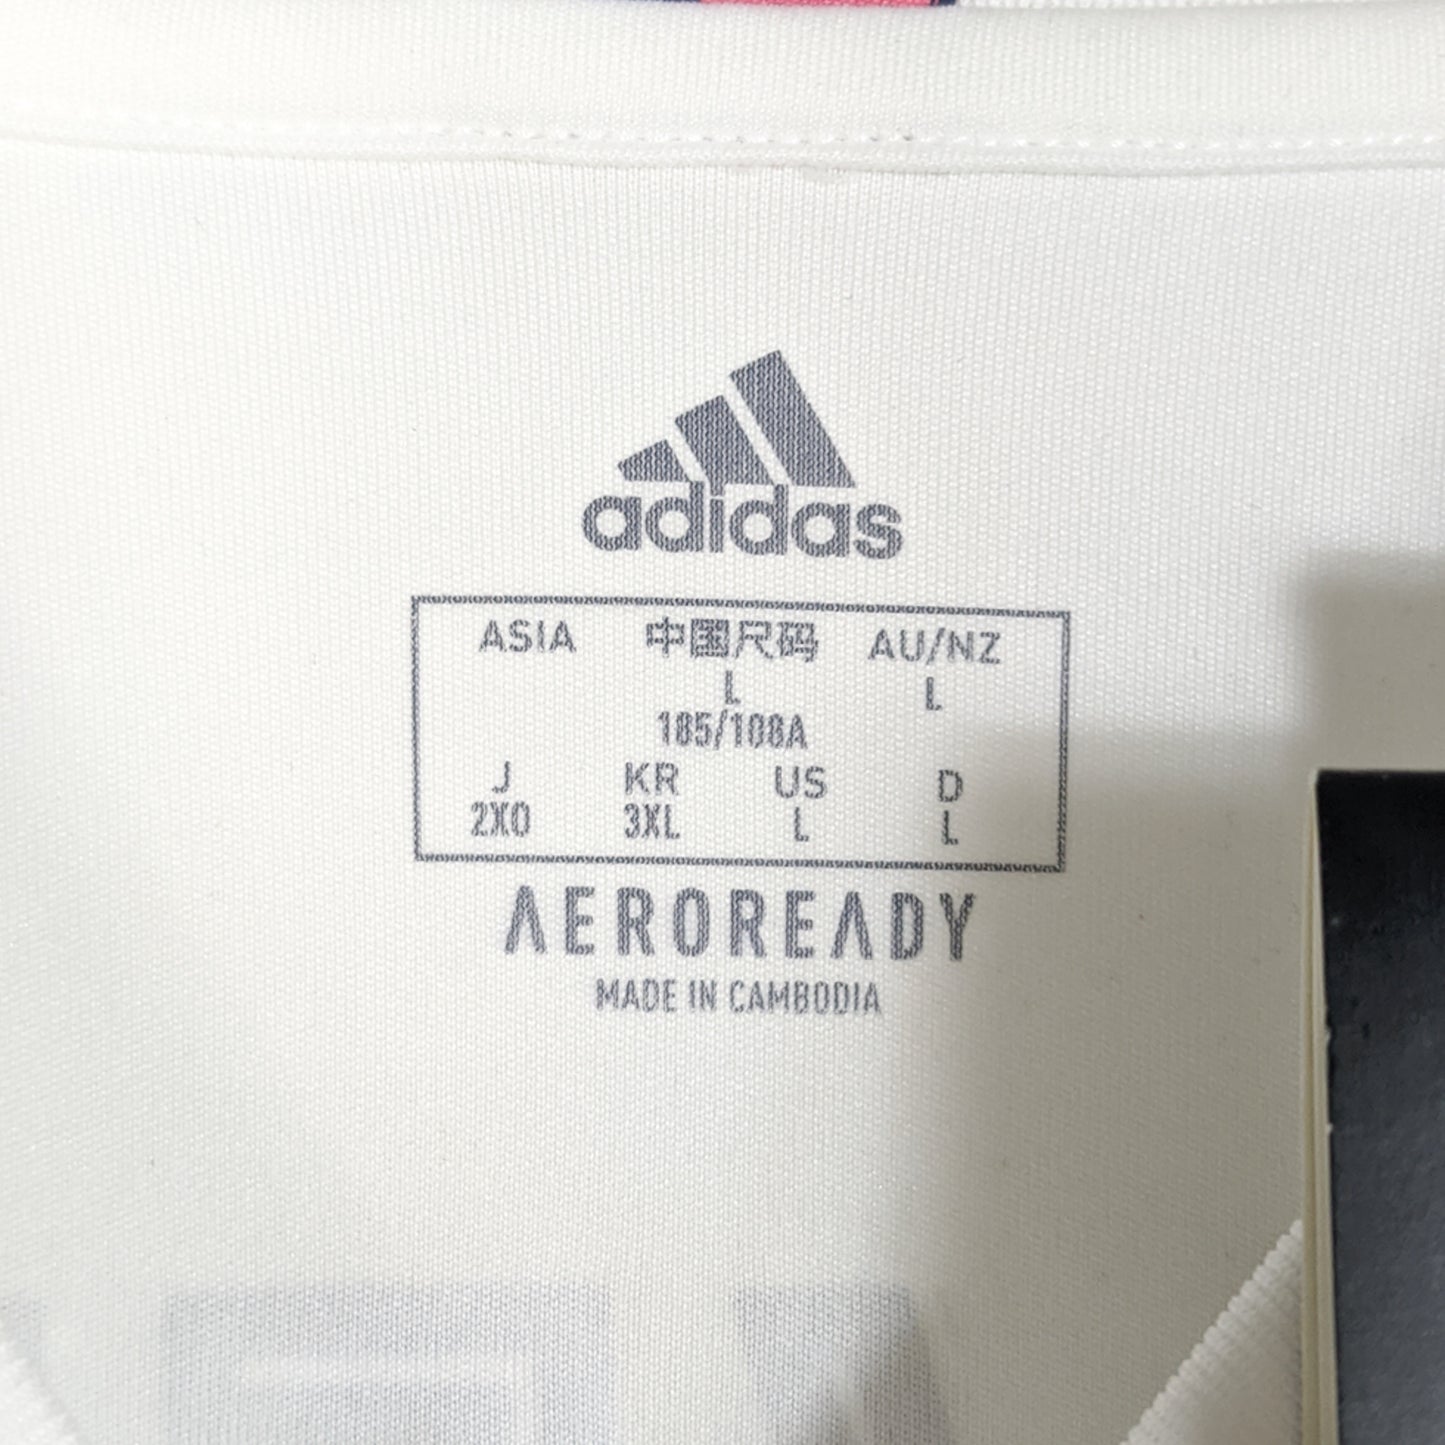 adidas
ASIA 中国尺码 AU/NZ
L L
185/108A
J KR US D
2XO 3XL L L
AEROREADY
MADE IN CAMBODIA